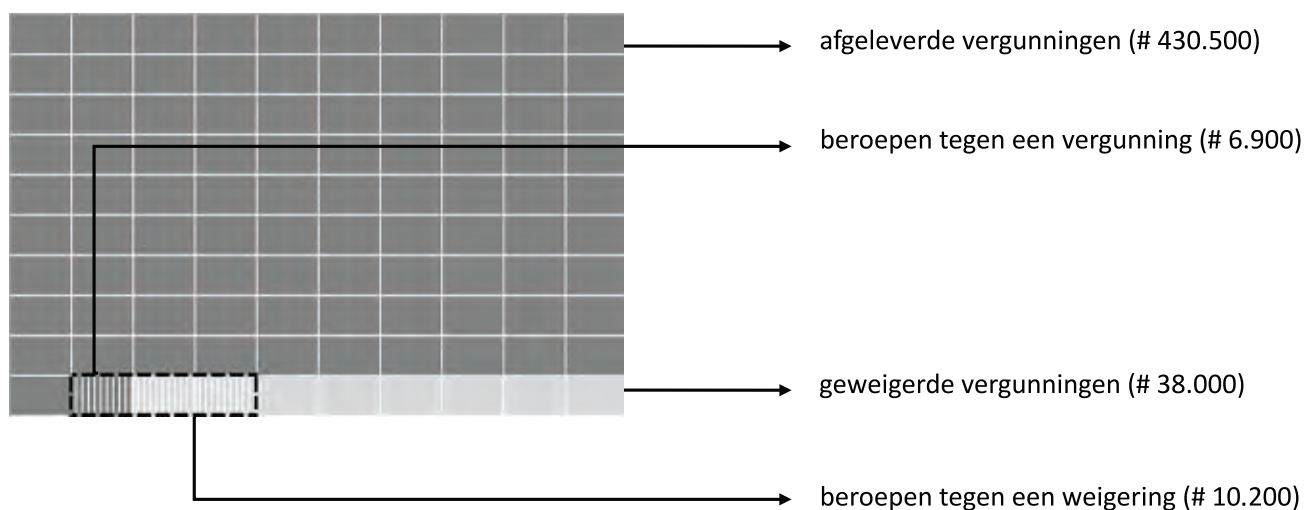 afgeleverde vergunningen (# 430.500)
beroepen tegen een vergunning (# 6.900)
geweigerde vergunningen (# 38.000)
beroepen tegen een weigering (# 10.200)